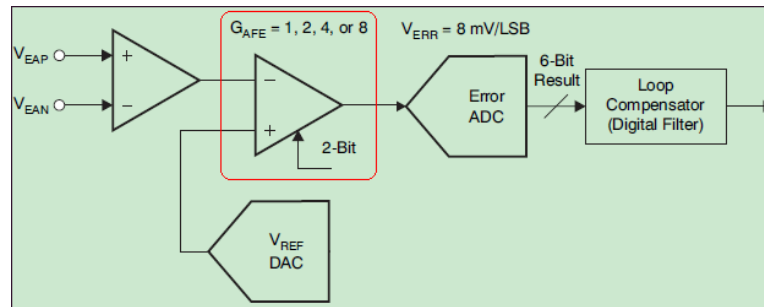 G_AFE = 1, 2, 4, or 8
V_ERR = 8 mV/LSB
V_EAP
+
V_EAN
−
−
+
2-Bit
Error
ADC
6-Bit
Result
Loop
Compensator
(Digital Filter)
V_REF
DAC